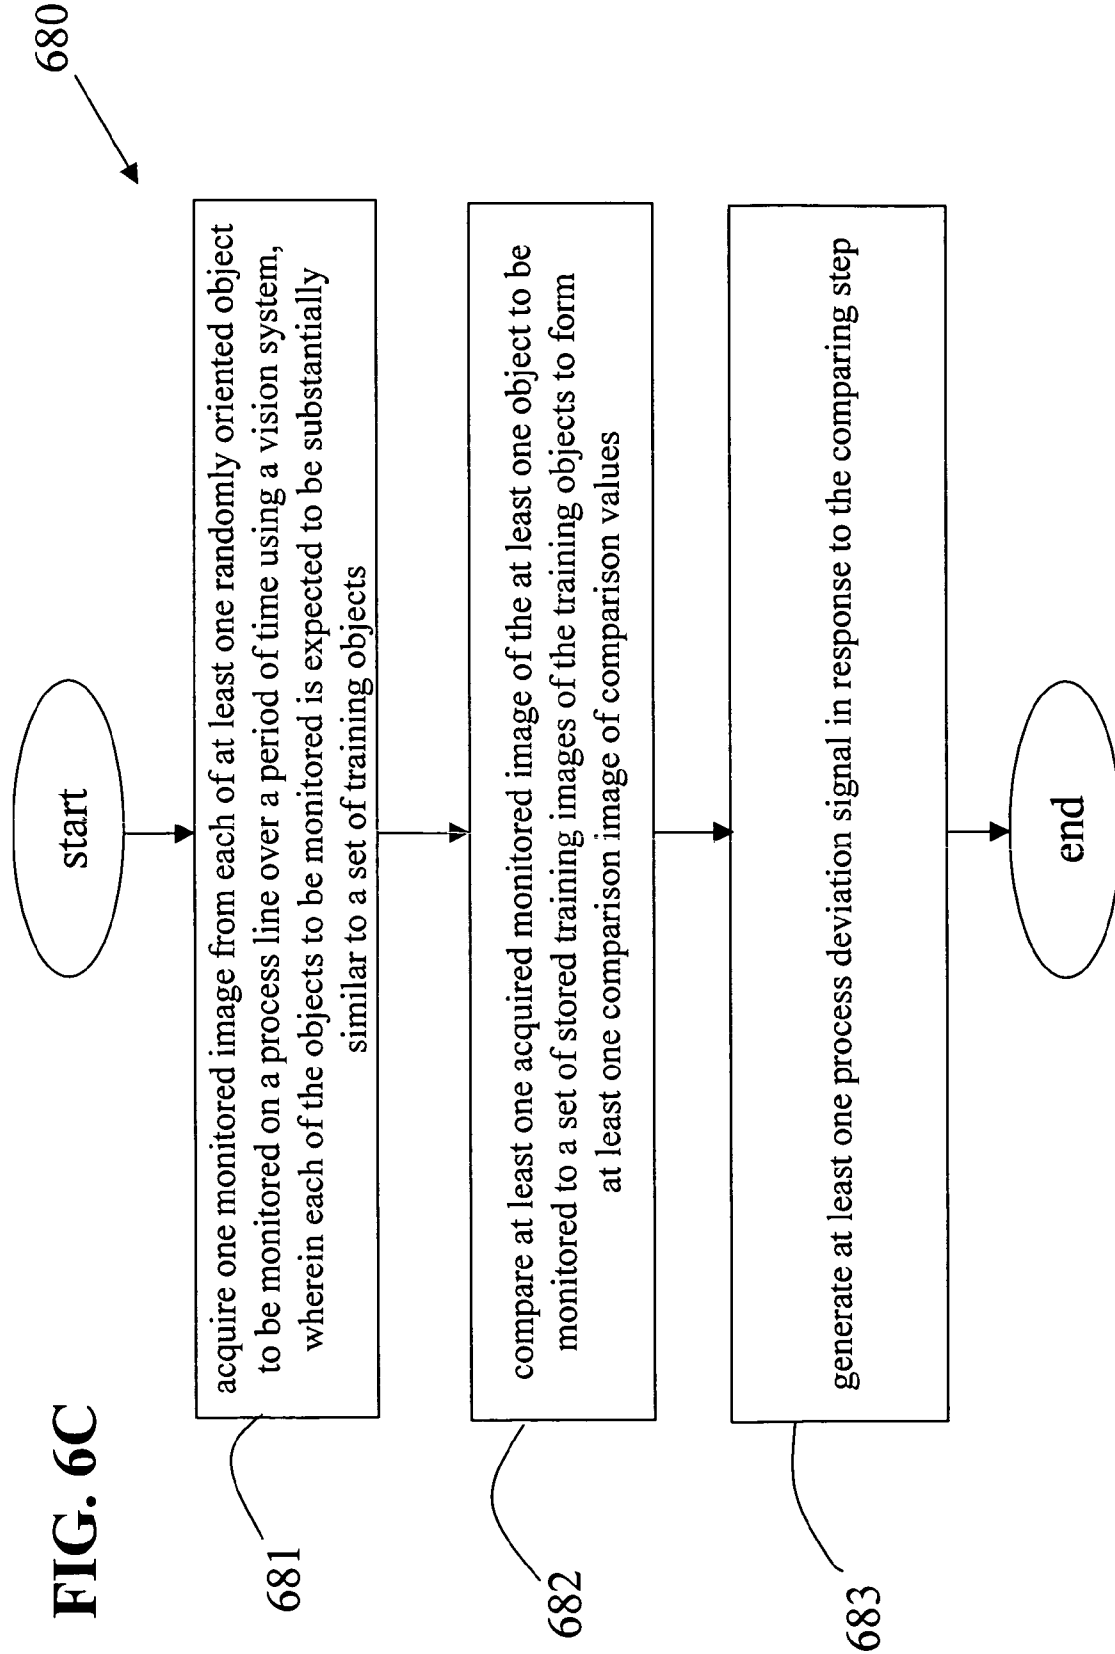 FIG. 6C
680
start
681
acquire one monitored image from each of at least one randomly oriented object
to be monitored on a process line over a period of time using a vision system,
wherein each of the objects to be monitored is expected to be substantially
similar to a set of training objects
682
compare at least one acquired monitored image of the at least one object to be
monitored to a set of stored training images of the training objects to form
at least one comparison image of comparison values
683
generate at least one process deviation signal in response to the comparing step
end